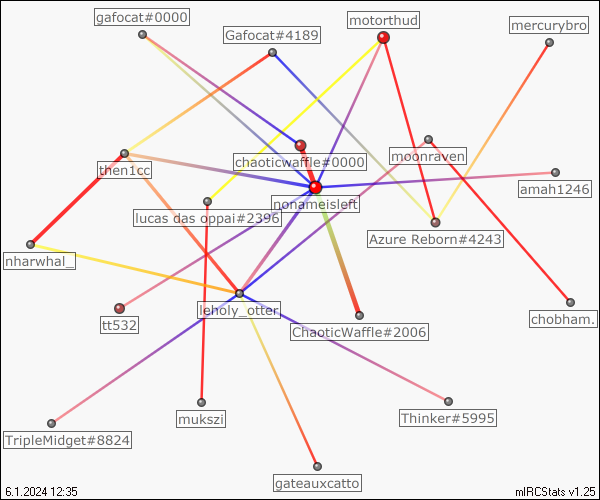 gafocat#0000
motorthud
mercurybro
Gafocat#4189
chaoticwaffle#0000
moonraven
then1cc
amah1246
nonameisleft
lucas das oppai#2396
Azure Reborn#4243
nharwhal_
leholy_otter
tt532
ChaoticWaffle#2006
chobham.
Thinker#5995
mukszi
TripleMidget#8824
gateauxcatto
6.1.2024 12:35
mIRCStats v1.25